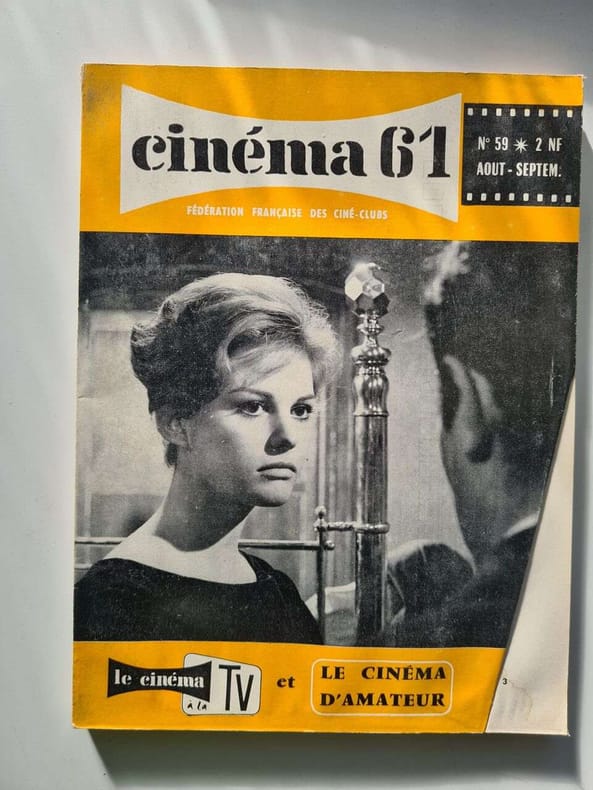 cinéma 61
N° 59 ✷ 2 NF
AOUT - SEPTEM.
FÉDÉRATION FRANÇAISE DES CINÉ-CLUBS
le cinéma
à la TV
et
LE CINÉMA
D'AMATEUR
3